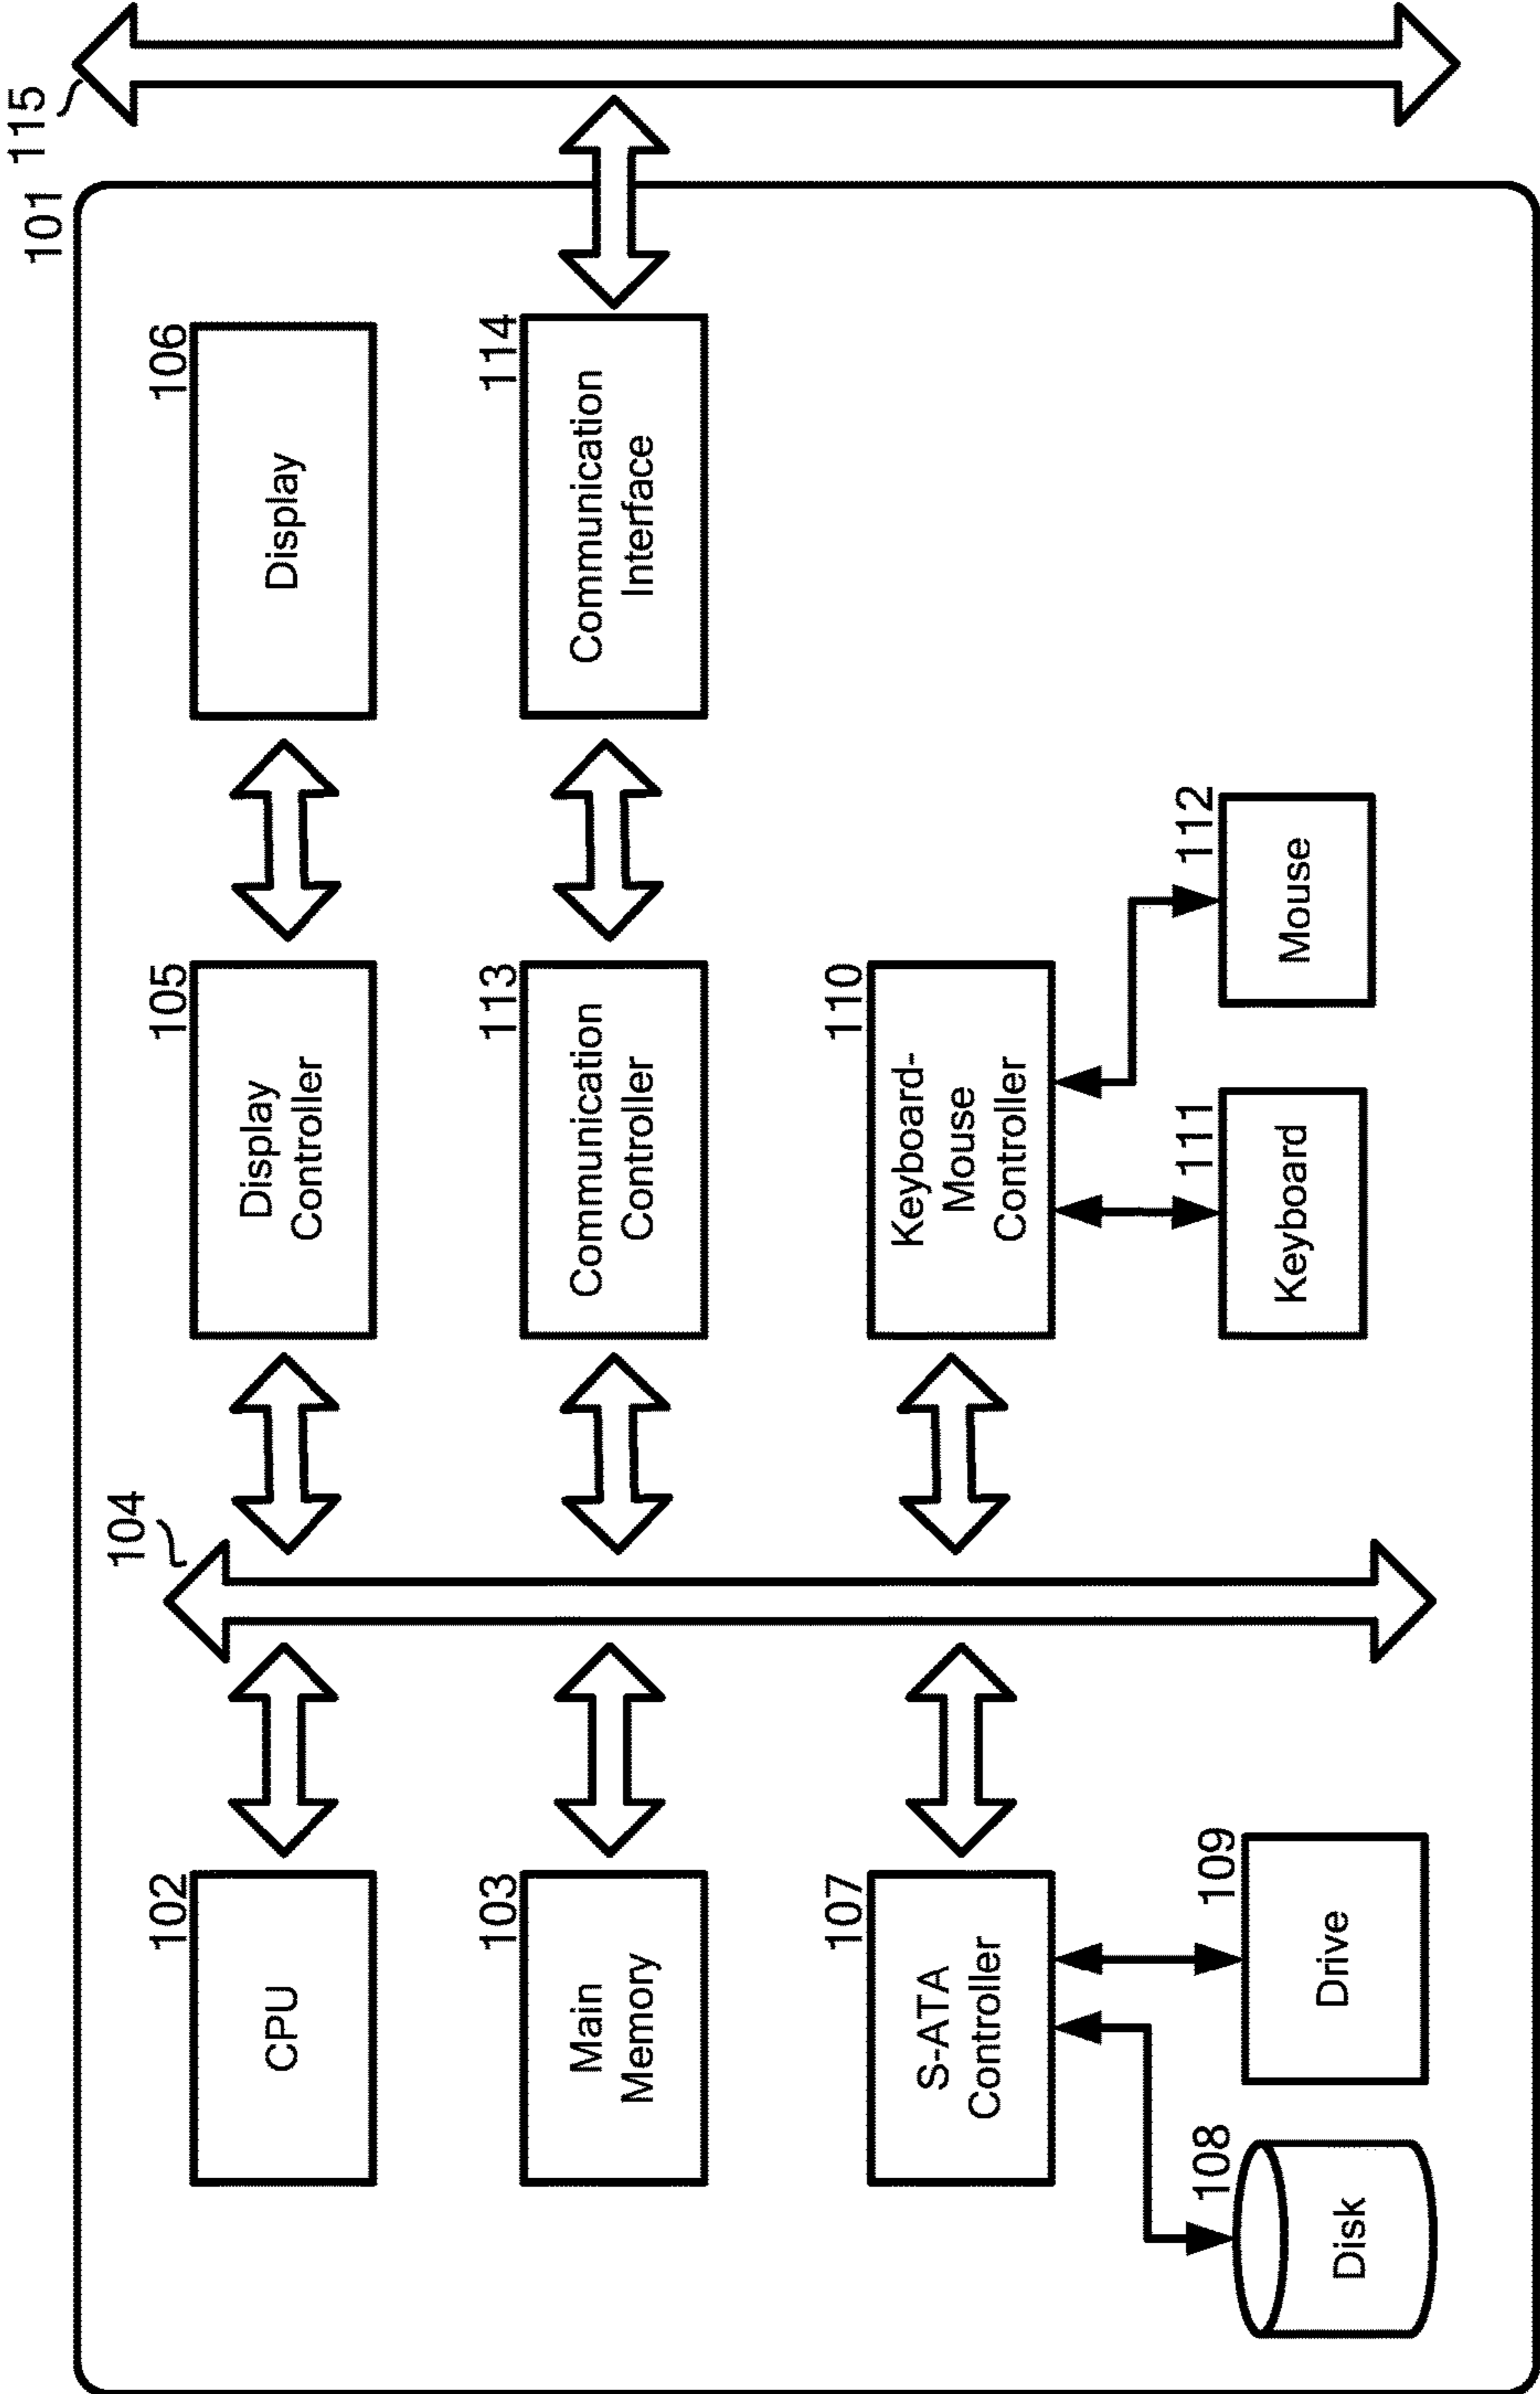 101
115
102
CPU
104
105
Display
Controller
106
Display
103
Main
Memory
113
Communication
Controller
114
Communication
Interface
107
S-ATA
Controller
110
Keyboard-
Mouse
Controller
108
Disk
109
Drive
111
Keyboard
112
Mouse